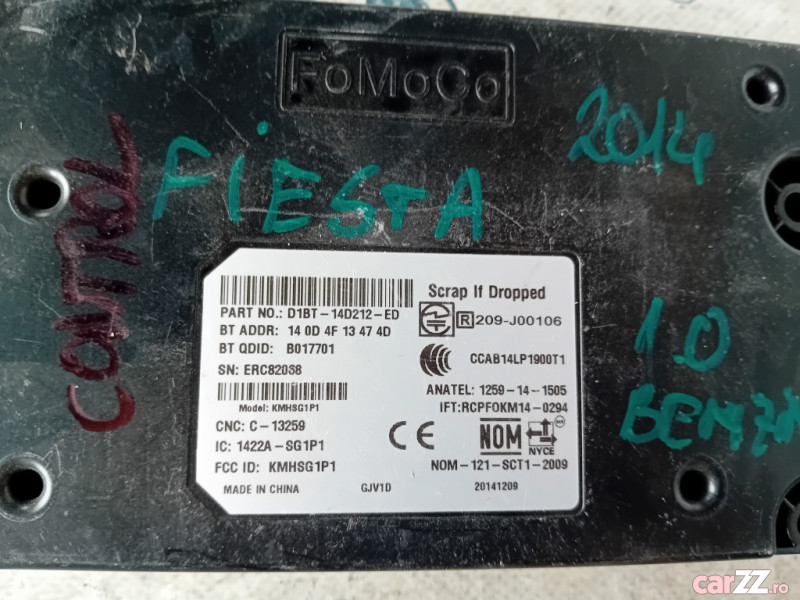 FoMoCo
2014
CONTROL
FIESTA
1.0
Scrap If Dropped
PART NO.: D1BT-14D212-ED
R 209-J00106
BT ADDR: 14 0D 4F 13 47 4D
BT QDID: B017701
CCAB14LP1900T1
SN: ERC82038
ANATEL: 1259-14-1505
Model: KMHSG1P1
IFT:RCPFOKM14-0294
CNC: C-13259
CE
NOM
NYCE
IC: 1422A-SG1P1
FCC ID: KMHSG1P1
NOM-121-SCT1-2009
MADE IN CHINA
GJV1D
20141209
carZZ.ro